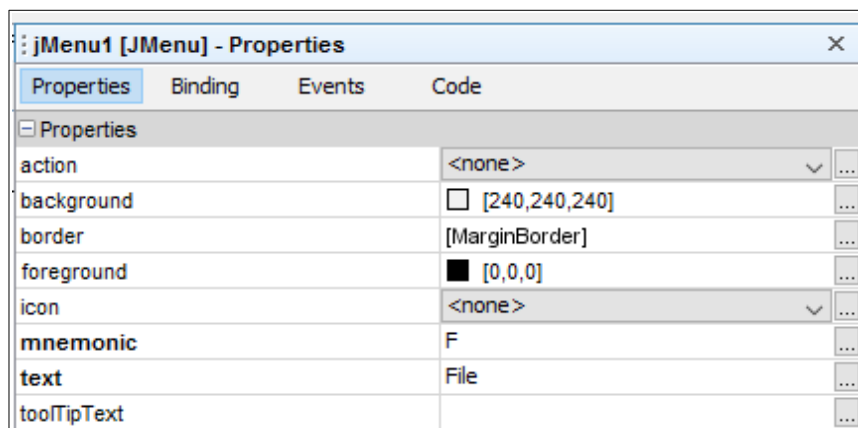 jMenu1 [JMenu] - Properties
Properties Binding Events Code
Properties
action <none> ...
background [240,240,240] ...
border [MarginBorder] ...
foreground [0,0,0] ...
icon <none> ...
mnemonic F ...
text File ...
toolTipText ...